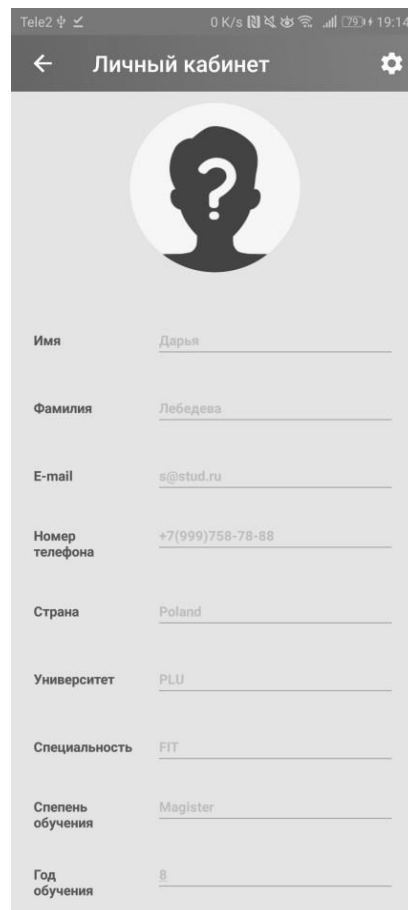 Tele2 0 K/s 79 19:14
Личный кабинет
?
Имя Дарья
Фамилия Лебедева
E-mail s@stud.ru
Номер телефона +7(999)758-78-88
Страна Poland
Университет PLU
Специальность FIT
Спепень обучения Magister
Год обучения 8